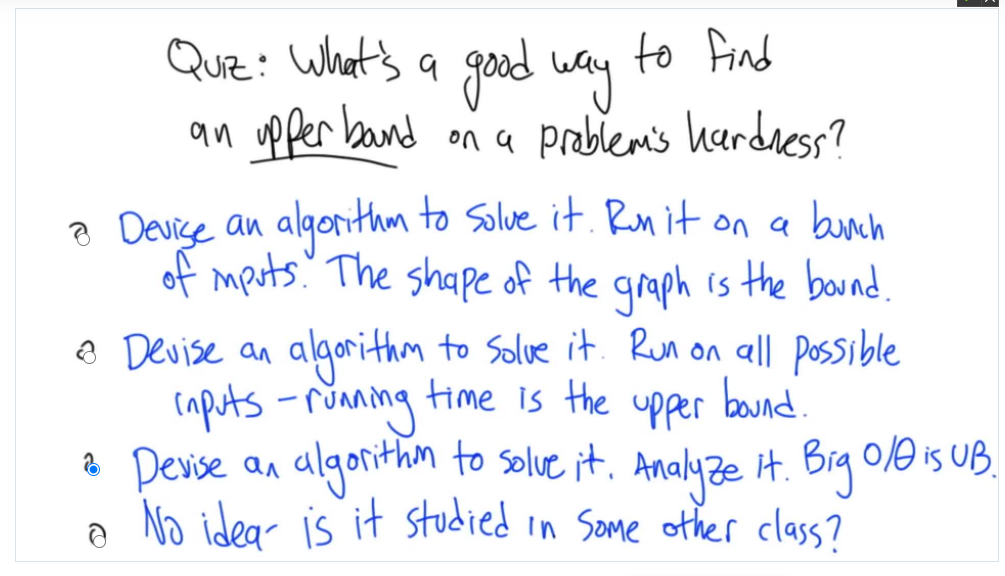 Quiz: What's a good way to find
an upper bound on a problem's hardness?
Devise an algorithm to solve it. Run it on a bunch
of inputs. The shape of the graph is the bound.
Devise an algorithm to solve it. Run on all possible
inputs - running time is the upper bound.
Devise an algorithm to solve it. Analyze it. Big O/Θ is UB.
No idea - is it studied in some other class?